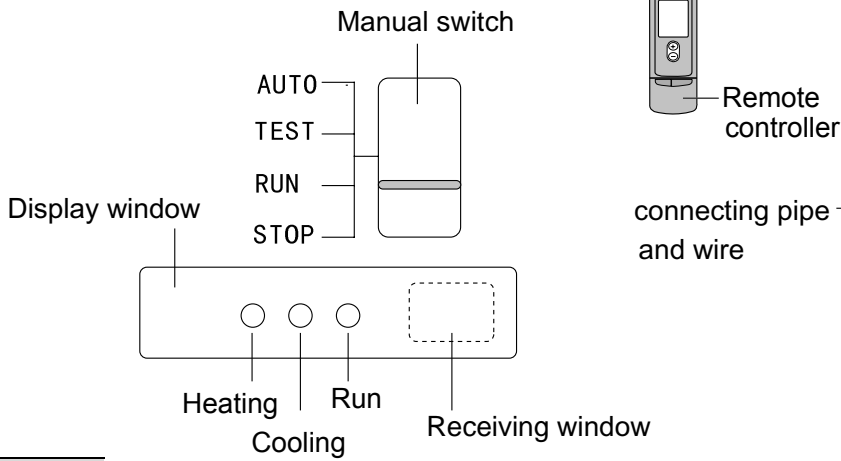 Manual switch
AUTO
TEST
RUN
STOP
Remote
controller
Display window
connecting pipe
and wire
Heating
Run
Cooling
Receiving window